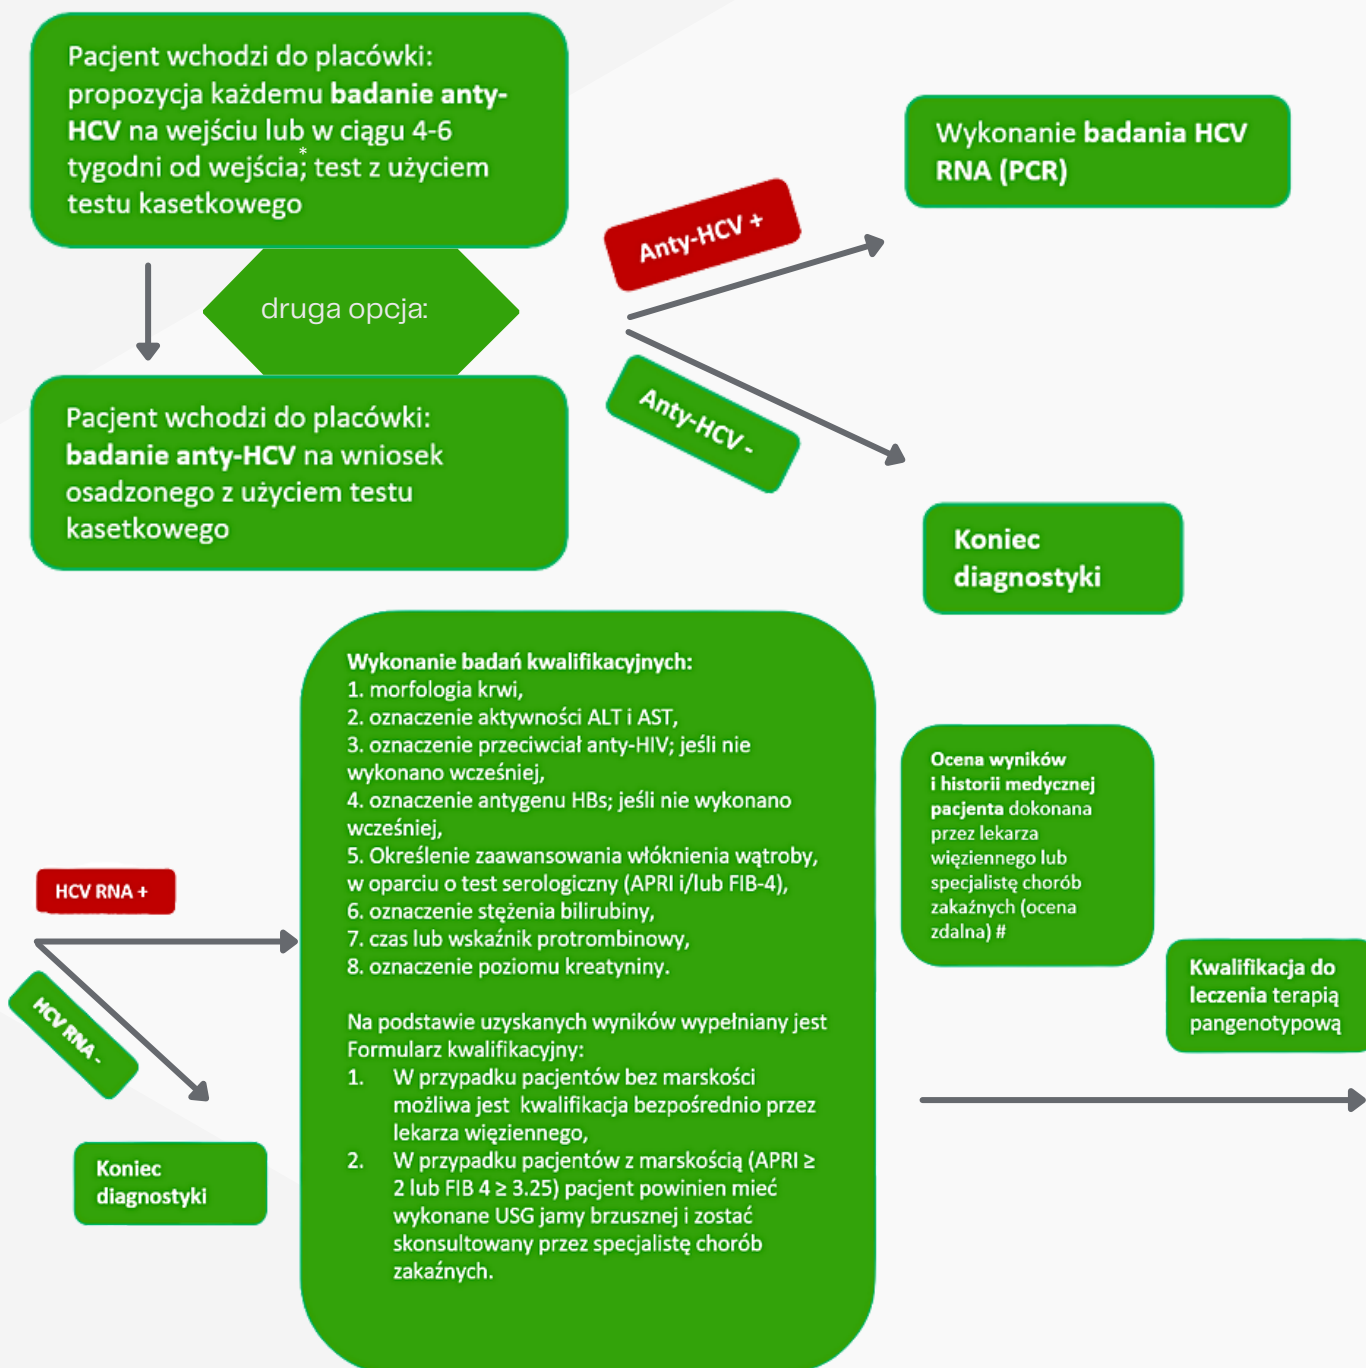 Pacjent wchodzi do placówki:
propozycja każdemu badanie anty-
HCV na wejściu lub w ciągu 4-6
tygodni od wejścia;* test z użyciem
testu kasetkowego
druga opcja:
Pacjent wchodzi do placówki:
badanie anty-HCV na wniosek
osadzonego z użyciem testu
kasetkowego
Anty-HCV +
Anty-HCV -
Wykonanie badania HCV
RNA (PCR)
Koniec
diagnostyki
HCV RNA +
HCV RNA -
Koniec
diagnostyki
Wykonanie badań kwalifikacyjnych:
1. morfologia krwi,
2. oznaczenie aktywności ALT i AST,
3. oznaczenie przeciwciał anty-HIV; jeśli nie
wykonano wcześniej,
4. oznaczenie antygenu HBs; jeśli nie wykonano
wcześniej,
5. Określenie zaawansowania włóknienia wątroby,
w oparciu o test serologiczny (APRI i/lub FIB-4),
6. oznaczenie stężenia bilirubiny,
7. czas lub wskaźnik protrombinowy,
8. oznaczenie poziomu kreatyniny.
Na podstawie uzyskanych wyników wypełniany jest
Formularz kwalifikacyjny:
1. W przypadku pacjentów bez marskości
możliwa jest kwalifikacja bezpośrednio przez
lekarza więziennego,
2. W przypadku pacjentów z marskością (APRI ≥
2 lub FIB 4 ≥ 3.25) pacjent powinien mieć
wykonane USG jamy brzusznej i zostać
skonsultowany przez specjalistę chorób
zakaźnych.
Ocena wyników
i historii medycznej
pacjenta dokonana
przez lekarza
więziennego lub
specjalistę chorób
zakaźnych (ocena
zdalna) #
Kwalifikacja do
leczenia terapią
pangenotypową